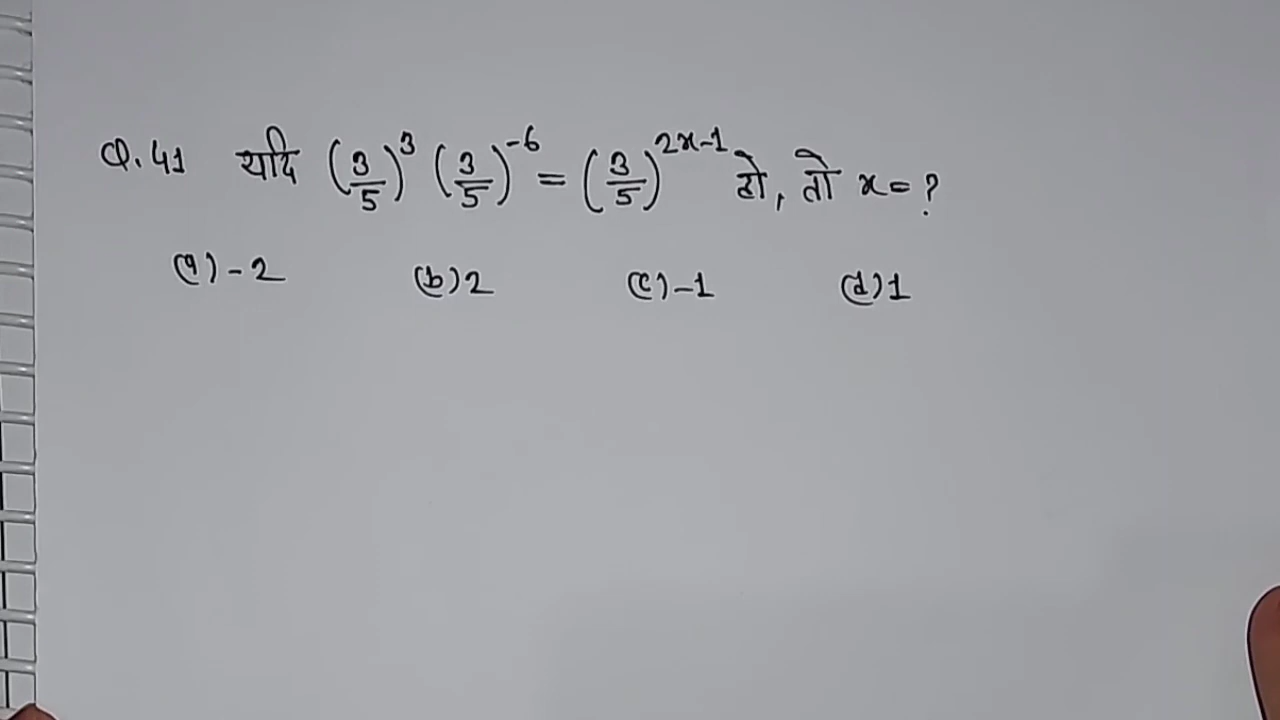 Q.41 यदि (3/5)^3 (3/5)^-6 = (3/5)^2x-1 हो, तो x = ?
(a) -2 (b) 2 (c) -1 (d) 1